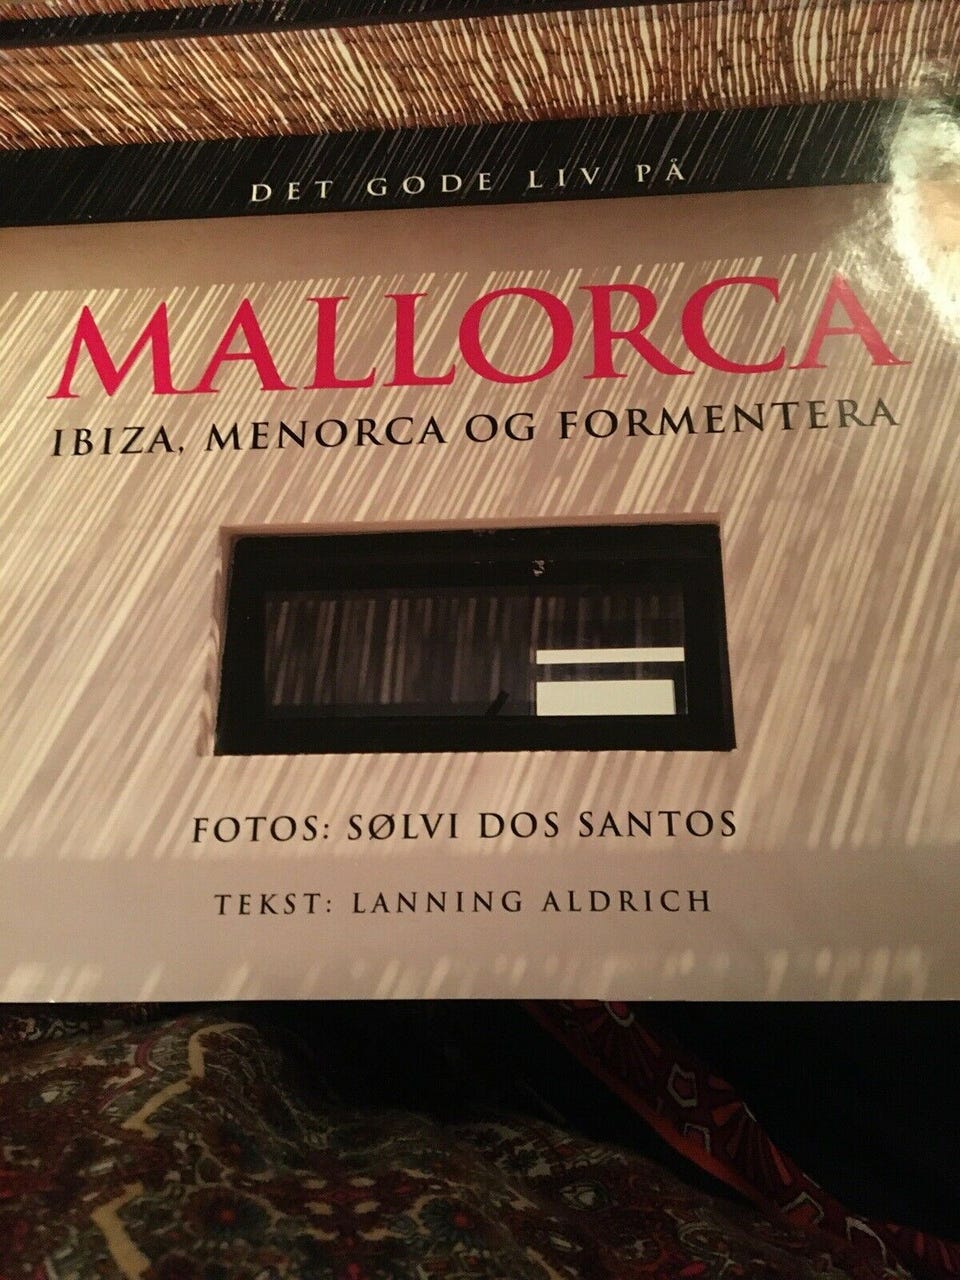 DET GODE LIV PÅ
MALLORCA
IBIZA, MENORCA OG FORMENTERA
FOTOS: SØLVI DOS SANTOS
TEKST: LANNING ALDRICH